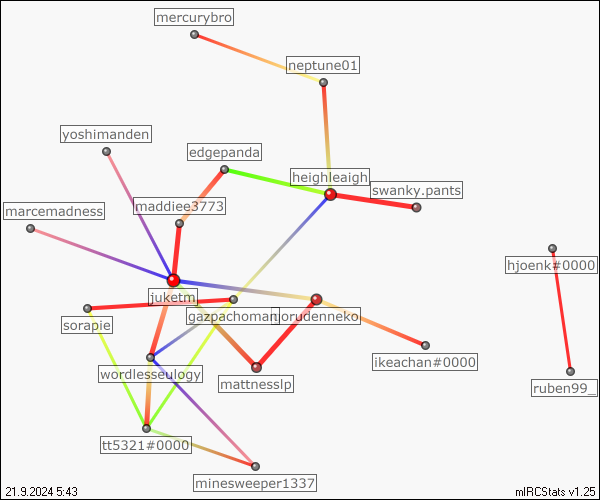 mercurybro
neptune01
yoshimanden
edgepanda
heighleaigh
swanky.pants
maddiee3773
marcemadness
hjoenk#0000
juketm
gazpachoman
jorudenneko
sorapie
ikeachan#0000
wordlesseulogy
mattnesslp
ruben99_
tt5321#0000
minesweeper1337
21.9.2024 5:43
mIRCStats v1.25